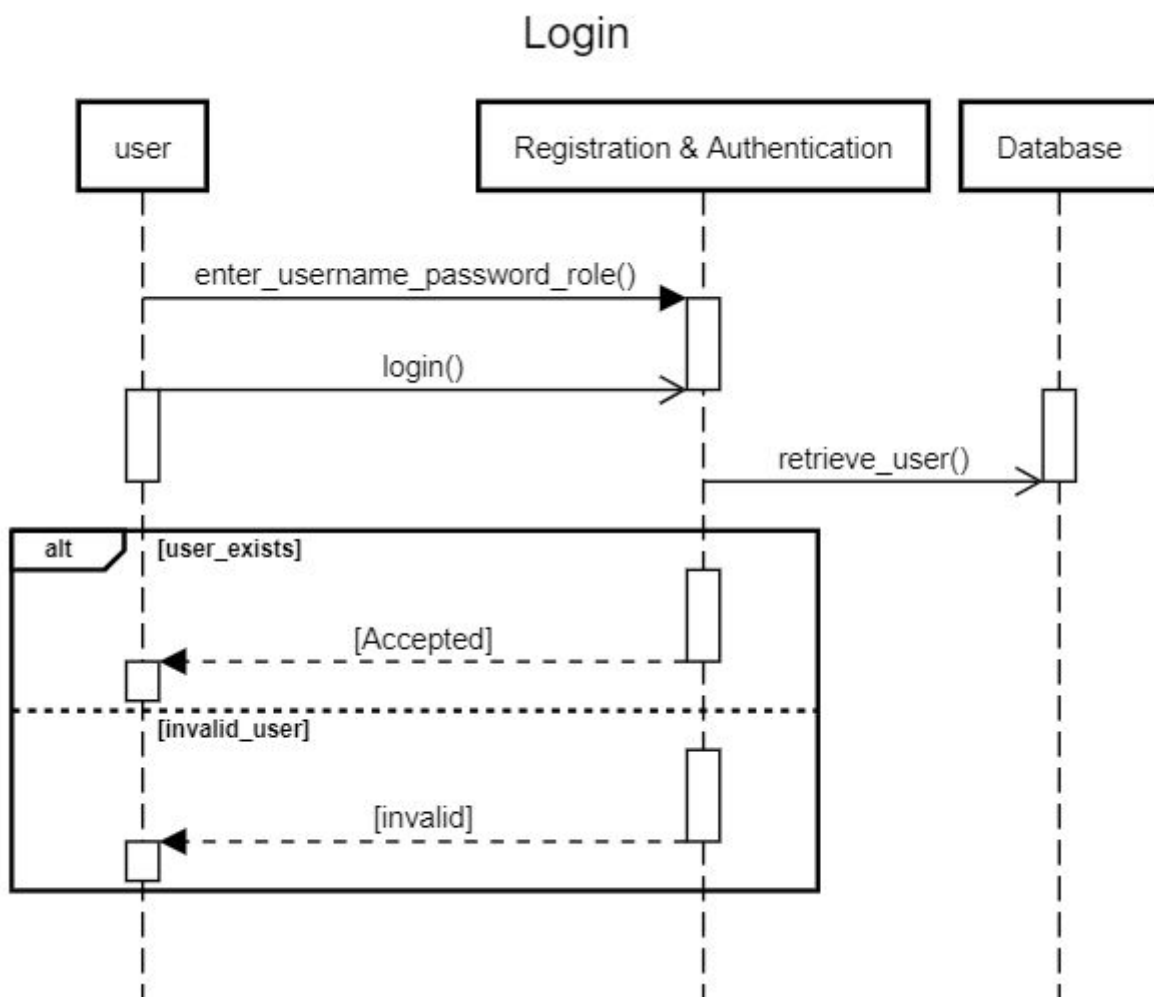 Login
user
Registration & Authentication
Database
enter_username_password_role()
login()
retrieve_user()
alt
[user_exists]
[Accepted]
[invalid_user]
[invalid]